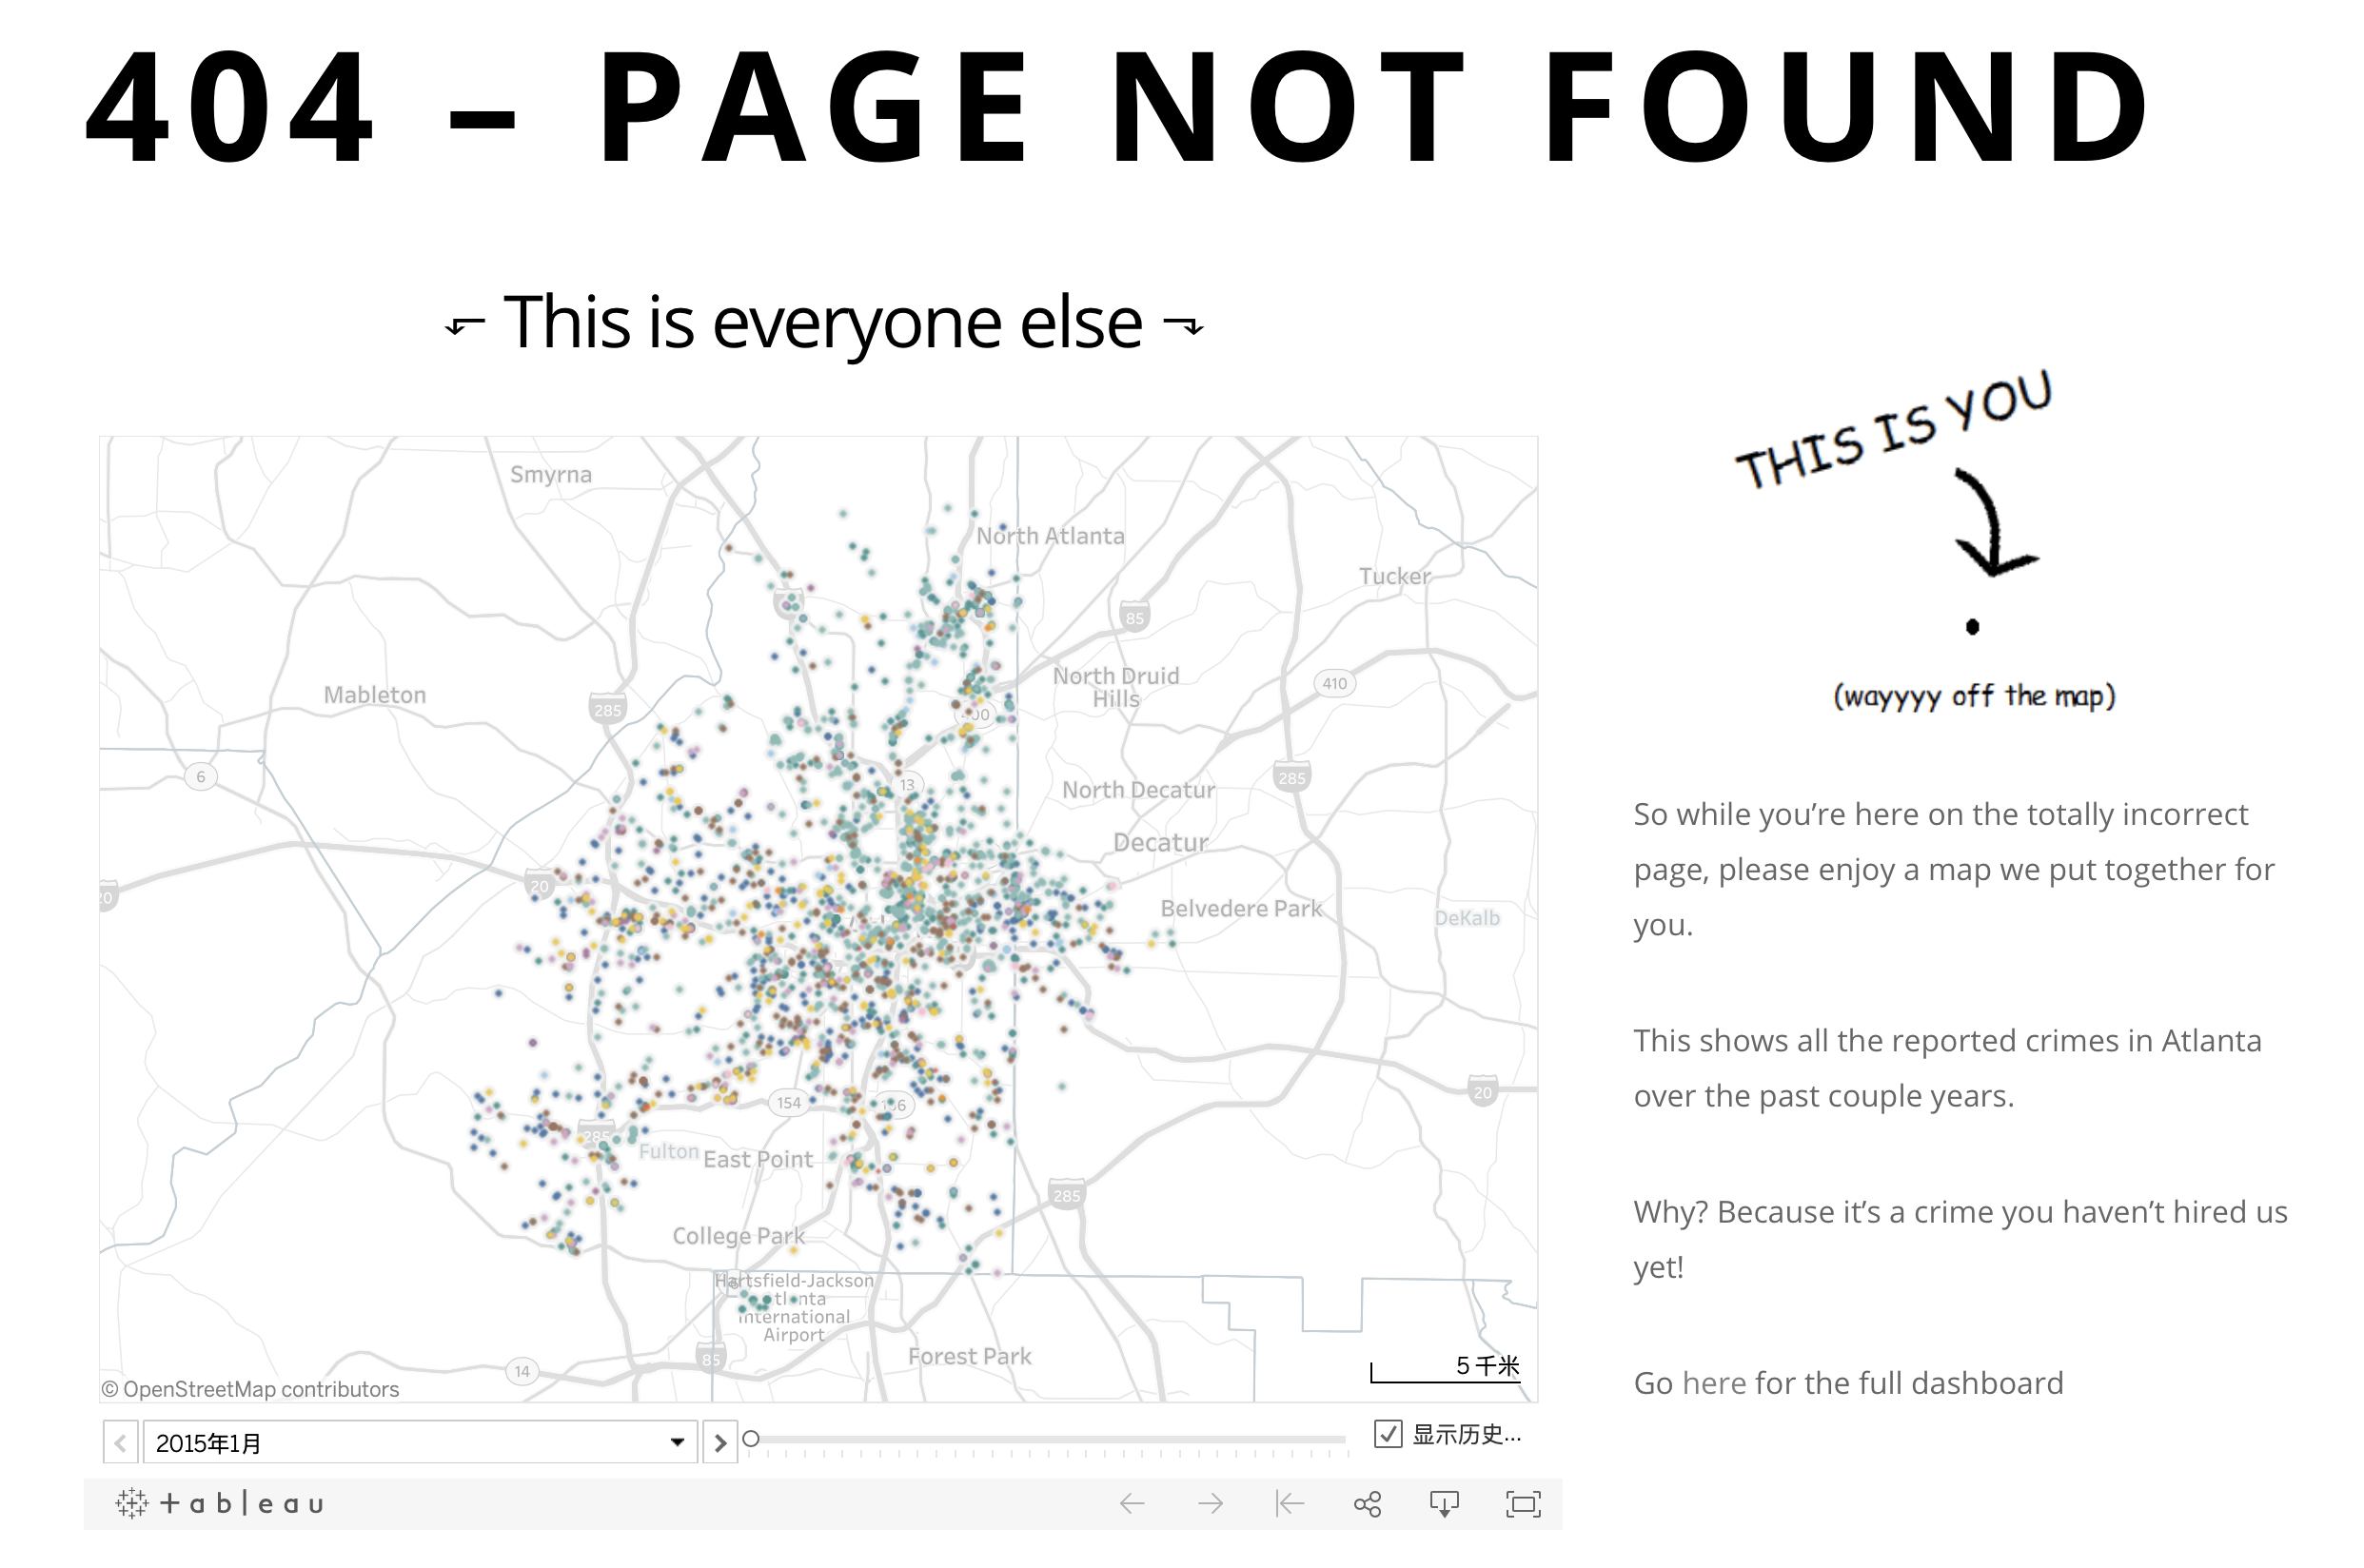 404 – PAGE NOT FOUND
This is everyone else
THIS IS YOU
(wayyyy off the map)
So while you’re here on the totally incorrect
page, please enjoy a map we put together for
you.
This shows all the reported crimes in Atlanta
over the past couple years.
Why? Because it’s a crime you haven’t hired us
yet!
Go here for the full dashboard
Smyrna
North Atlanta
Tucker
85
North Druid
Hills
410
Mableton
285
6
13
285
North Decatur
Decatur
20
20
Belvedere Park
DeKalb
154
20
285
Fulton
East Point
285
College Park
Hartsfield-Jackson
Atlanta
International
Airport
85
Forest Park
14
5 千米
© OpenStreetMap contributors
2015年1月
显示历史...
+ a b l e a u